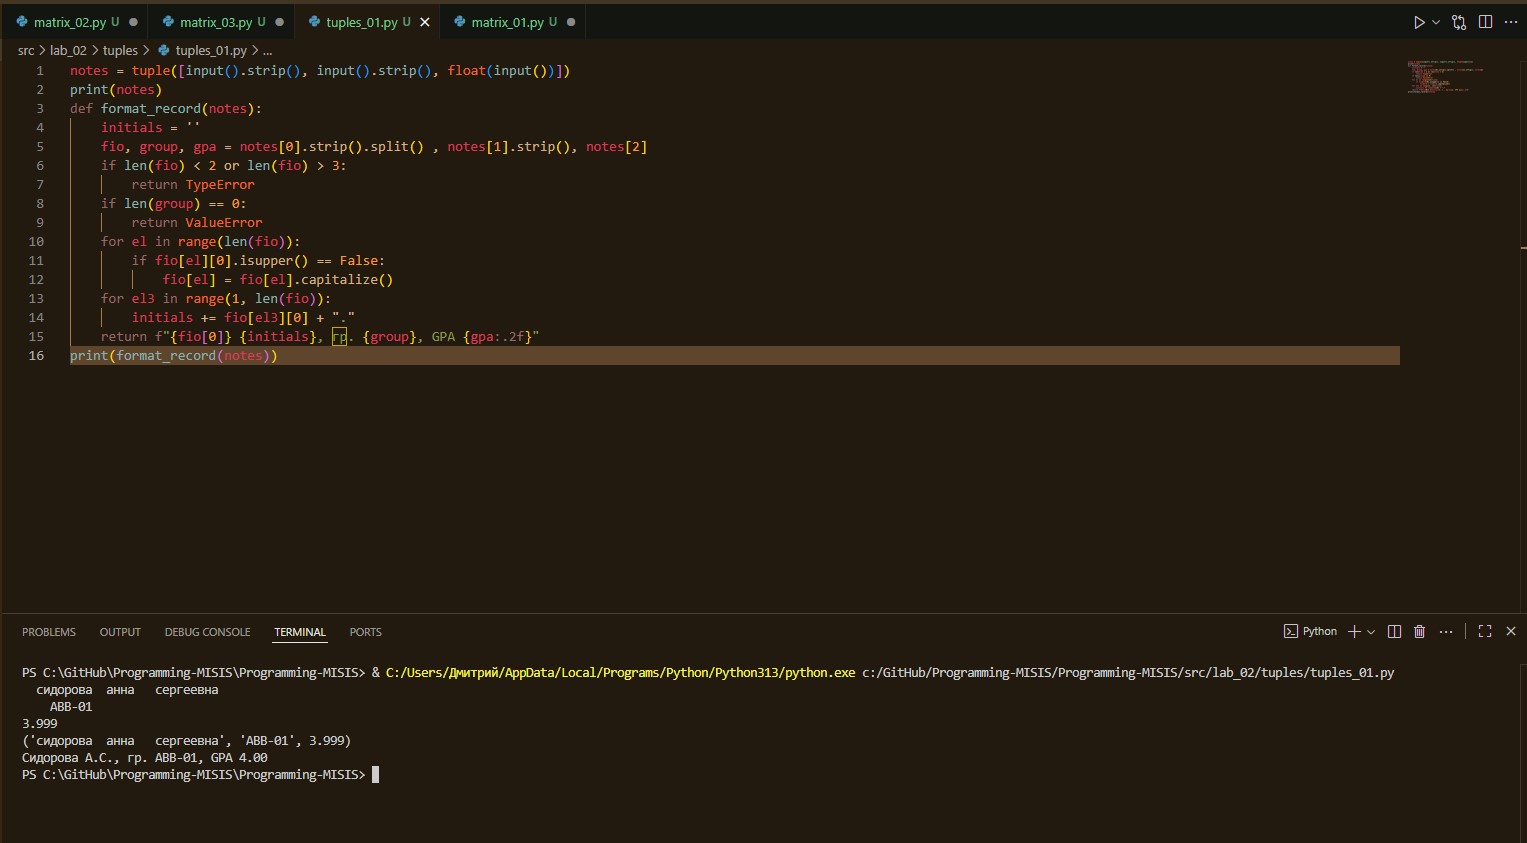 matrix_02.py U
matrix_03.py U
tuples_01.py U
matrix_01.py U
src > lab_02 > tuples > tuples_01.py > ...
1 notes = tuple([input().strip(), input().strip(), float(input())])
2 print(notes)
3 def format_record(notes):
4     initials = ''
5     fio, group, gpa = notes[0].strip().split() , notes[1].strip(), notes[2]
6     if len(fio) < 2 or len(fio) > 3:
7         return TypeError
8     if len(group) == 0:
9         return ValueError
10     for el in range(len(fio)):
11         if fio[el][0].isupper() == False:
12             fio[el] = fio[el].capitalize()
13     for el3 in range(1, len(fio)):
14         initials += fio[el3][0] + "."
15     return f"{fio[0]} {initials}, гр. {group}, GPA {gpa:.2f}"
16 print(format_record(notes))
PROBLEMS OUTPUT DEBUG CONSOLE TERMINAL PORTS
Python
PS C:\GitHub\Programming-MISIS\Programming-MISIS> & C:/Users/Дмитрий/AppData/Local/Programs/Python/Python313/python.exe c:/GitHub/Programming-MISIS/Programming-MISIS/src/lab_02/tuples/tuples_01.py
  сидорова  анна   сергеевна
    ABB-01
3.999
('сидорова  анна   сергеевна', 'ABB-01', 3.999)
Сидорова А.С., гр. ABB-01, GPA 4.00
PS C:\GitHub\Programming-MISIS\Programming-MISIS>